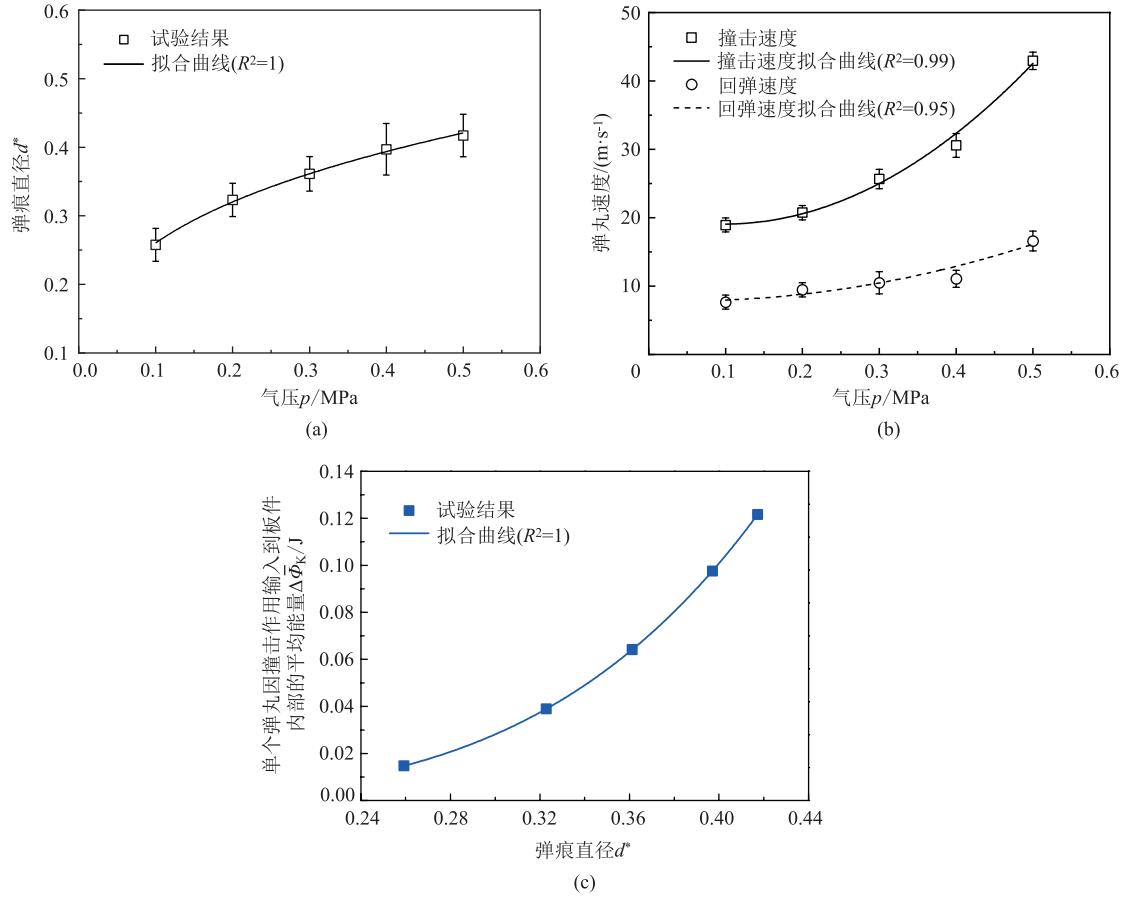 0.6
0.5
0.4
0.3
0.2
0.1
弹痕直径d*
试验结果
拟合曲线(R²=1)
0.0
0.1
0.2
0.3
0.4
0.5
0.6
气压p/MPa
(a)
50
40
30
20
10
弹丸速度/(m·s⁻¹)
撞击速度
撞击速度拟合曲线(R²=0.99)
回弹速度
回弹速度拟合曲线(R²=0.95)
0
0.1
0.2
0.3
0.4
0.5
0.6
气压p/MPa
(b)
0.14
0.12
0.10
0.08
0.06
0.04
0.02
0.00
单个弹丸因撞击作用输入到板件
内部的平均能量ΔΦ̅K/J
试验结果
拟合曲线(R²=1)
0.24
0.28
0.32
0.36
0.40
0.44
弹痕直径d*
(c)